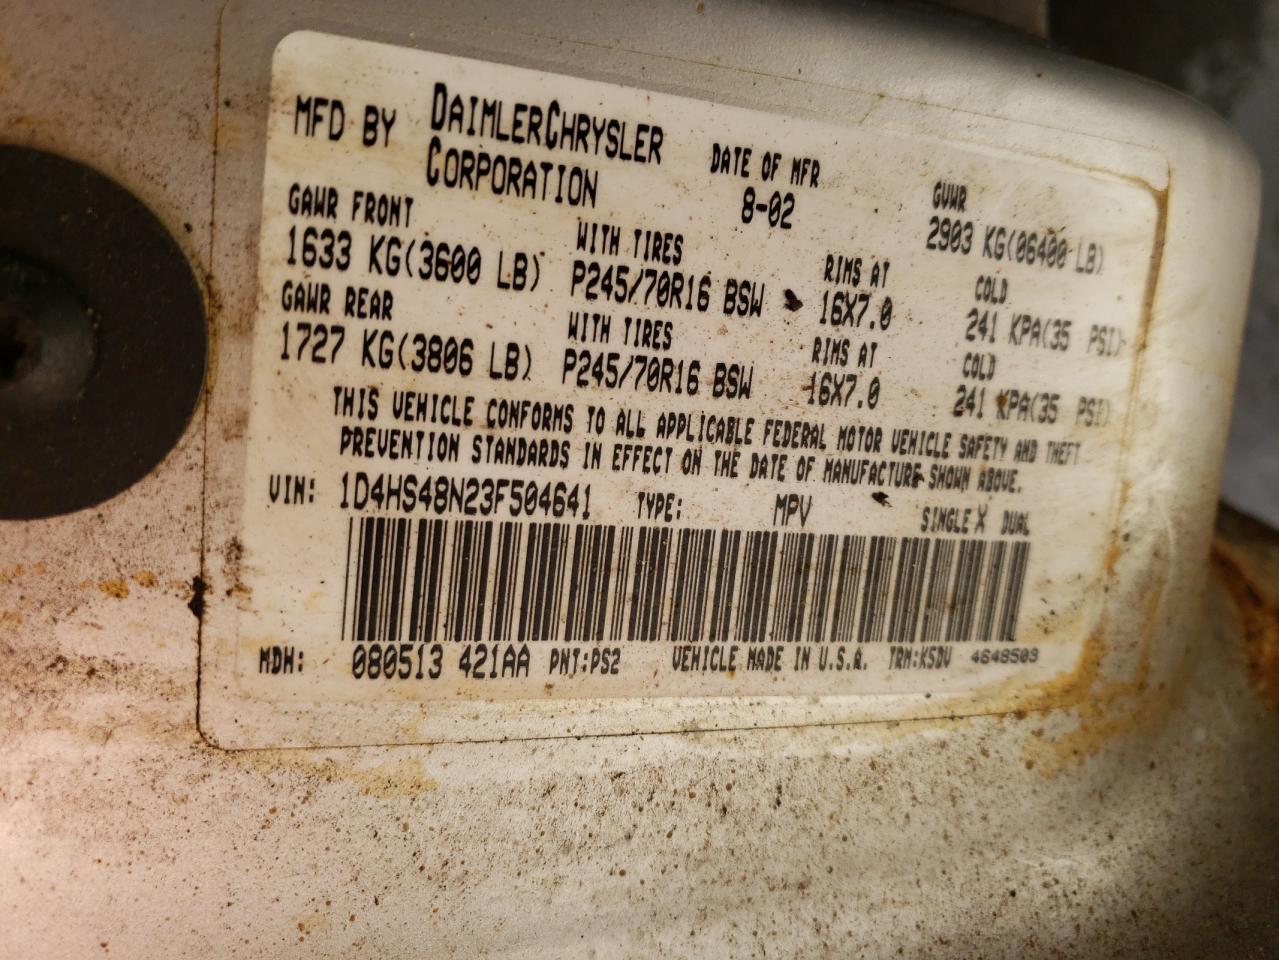 MFD BY DAIMLERCHRYSLER CORPORATION
DATE OF MFR 8-02
GVWR 2903 KG(06400 LB)
GAWR FRONT WITH TIRES RIMS AT COLD
1633 KG(3600 LB) P245/70R16 BSW 16X7.0 241 KPA(35 PSI)
GAWR REAR WITH TIRES RIMS AT COLD
1727 KG(3806 LB) P245/70R16 BSW 16X7.0 241 KPA(35 PSI)
THIS VEHICLE CONFORMS TO ALL APPLICABLE FEDERAL MOTOR VEHICLE SAFETY AND THEFT
PREVENTION STANDARDS IN EFFECT ON THE DATE OF MANUFACTURE SHOWN ABOVE.
VIN: 1D4HS48N23F504641 TYPE: MPV SINGLE X DUAL
MDH: 080513 421AA PNT:PS2 VEHICLE MADE IN U.S.A. TRM:K5DV 4648503